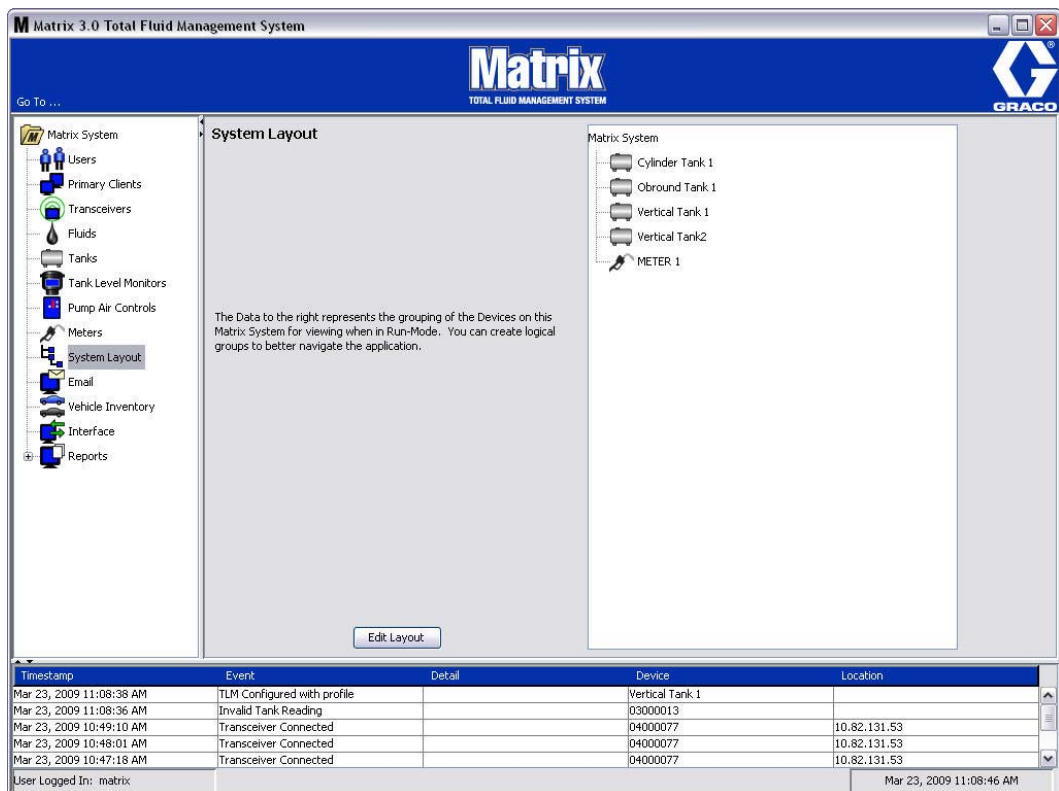 Matrix 3.0 Total Fluid Management System
Matrix
TOTAL FLUID MANAGEMENT SYSTEM
GRACO
Go To ...
Matrix System
Users
Primary Clients
Transceivers
Fluids
Tanks
Tank Level Monitors
Pump Air Controls
Meters
System Layout
Email
Vehicle Inventory
Interface
Reports
System Layout
The Data to the right represents the grouping of the Devices on this
Matrix System for viewing when in Run-Mode. You can create logical
groups to better navigate the application.
Edit Layout
Matrix System
Cylinder Tank 1
Obround Tank 1
Vertical Tank 1
Vertical Tank2
METER 1
Timestamp Event Detail Device Location
Mar 23, 2009 11:08:38 AM TLM Configured with profile Vertical Tank 1
Mar 23, 2009 11:08:36 AM Invalid Tank Reading 03000013
Mar 23, 2009 10:49:10 AM Transceiver Connected 04000077 10.82.131.53
Mar 23, 2009 10:48:01 AM Transceiver Connected 04000077 10.82.131.53
Mar 23, 2009 10:47:18 AM Transceiver Connected 04000077 10.82.131.53
User Logged In: matrix Mar 23, 2009 11:08:46 AM